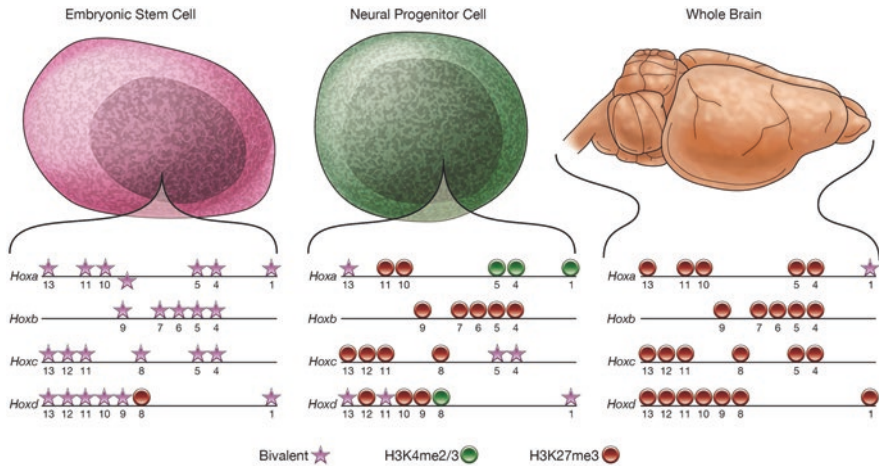 Embryonic Stem Cell Neural Progenitor Cell Whole Brain
Hoxa Hoxa Hoxa
13 11 10 5 4 1 13 11 10 5 4 1 13 11 10 5 4 1
Hoxb Hoxb Hoxb
9 7 6 5 4 9 7 6 5 4 9 7 6 5 4
Hoxc Hoxc Hoxc
13 12 11 8 5 4 13 12 11 8 5 4 13 12 11 8 5 4
Hoxd Hoxd Hoxd
13 12 11 10 9 8 1 13 12 11 10 9 8 1 13 12 11 10 9 8 1
Bivalent H3K4me2/3 H3K27me3